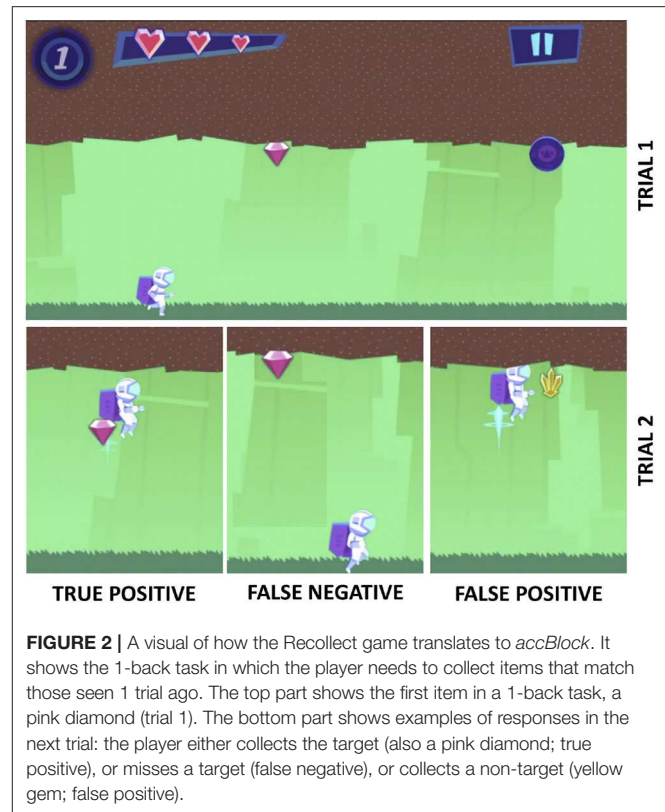 1
TRIAL 1
TRIAL 2
TRUE POSITIVE
FALSE NEGATIVE
FALSE POSITIVE
FIGURE 2 | A visual of how the Recollect game translates to accBlock. It
shows the 1-back task in which the player needs to collect items that match
those seen 1 trial ago. The top part shows the first item in a 1-back task, a
pink diamond (trial 1). The bottom part shows examples of responses in the
next trial: the player either collects the target (also a pink diamond; true
positive), or misses a target (false negative), or collects a non-target (yellow
gem; false positive).